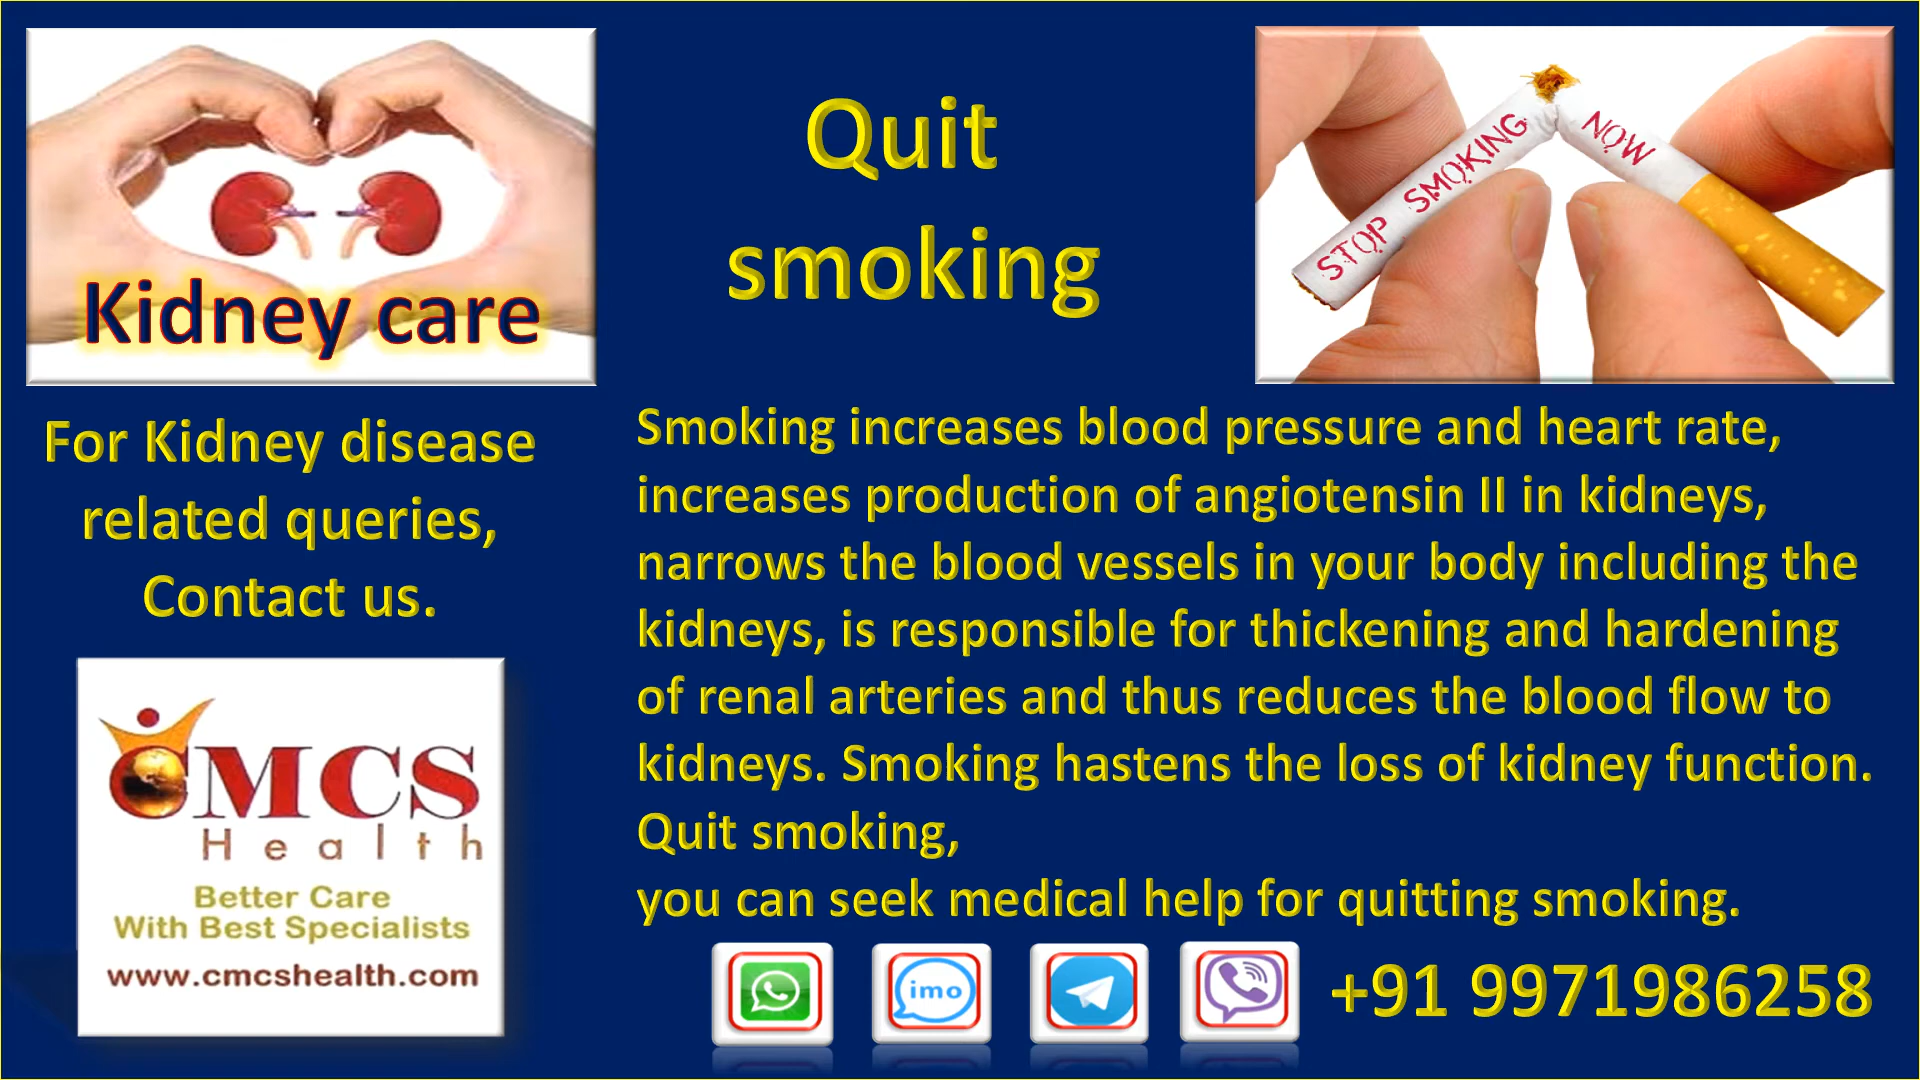 Kidney care
Quit
smoking
STOP SMOKING NOW
For Kidney disease
related queries,
Contact us.
Smoking increases blood pressure and heart rate,
increases production of angiotensin II in kidneys,
narrows the blood vessels in your body including the
kidneys, is responsible for thickening and hardening
of renal arteries and thus reduces the blood flow to
kidneys. Smoking hastens the loss of kidney function.
Quit smoking,
you can seek medical help for quitting smoking.
CMCS
Health
Better Care
With Best Specialists
www.cmcshealth.com
imo
+91 9971986258